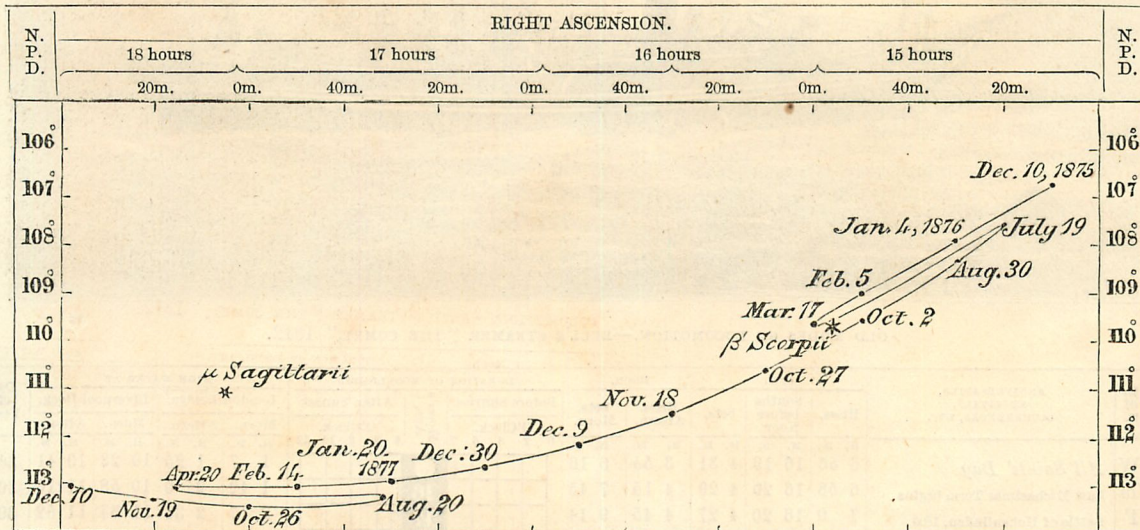 RIGHT ASCENSION.
N.
P.
D.
18 hours 17 hours 16 hours 15 hours
N.
P.
D.
20m. 0m. 40m. 20m. 0m. 40m. 20m. 0m. 40m. 20m.
106° 106°
Dec. 10, 1875
107° 107°
Jan. 4, 1876 July 19
108° 108°
Aug. 30
Feb. 5
109° 109°
Mar. 17 Oct. 2
110° β' Scorpii 110°
μ Sagittarii Oct. 27
111° 111°
Nov. 18
112° Dec. 9 112°
Jan. 20. Dec: 30
1877
113° Apr. 20 Feb. 14 113°
Dec. 10 Nov. 19 Oct. 26 Aug. 20